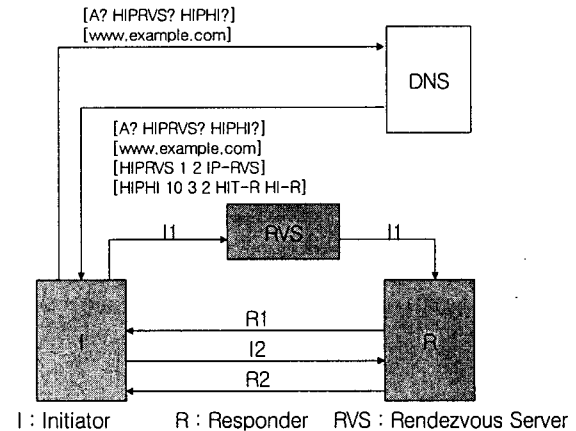 [A? HIPRVS? HIPHI?]
[www.example.com]
DNS
[A? HIPRVS? HIPHI?]
[www.example.com]
[HIPRVS 1 2 IP-RVS]
[HIPHI 10 3 2 HIT-R HI-R]
I1
RVS
I1
I
R1
R
I2
R2
I : Initiator
R : Responder
RVS : Rendezvous Server